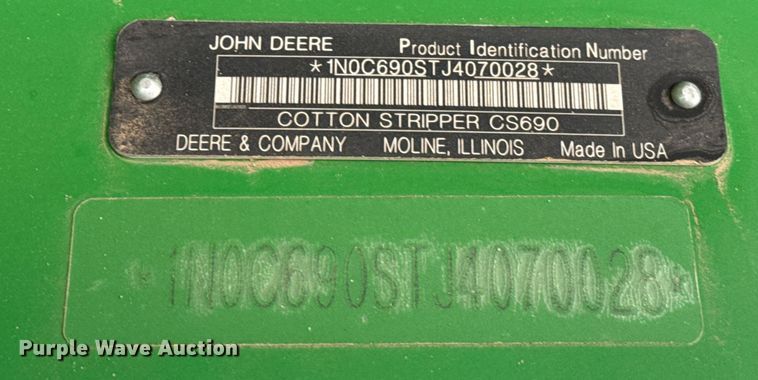 JOHN DEERE Product Identification Number
*1N0C690STJ4070028*
COTTON STRIPPER CS690
DEERE & COMPANY MOLINE, ILLINOIS Made In USA
*1N0C690STJ4070028*
Purple Wave Auction